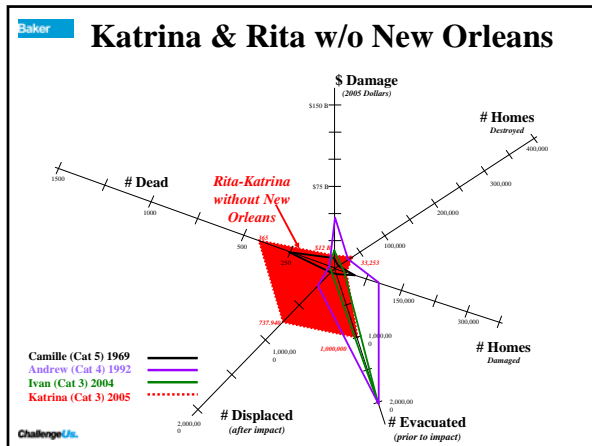 Baker
Katrina & Rita w/o New Orleans
$ Damage
(2005 Dollars)
$150 B
# Homes
Destroyed
400,000
1500
300,000
# Dead
Rita-Katrina
without New
Orleans
$75 B
1000
200,000
500
365
$12 B
100,000
250
33,253
150,000
300,000
# Homes
Damaged
737,940
1,000,00
0
1,000,000
1,000,00
0
Camille (Cat 5) 1969
Andrew (Cat 4) 1992
Ivan (Cat 3) 2004
Katrina (Cat 3) 2005
2,000,0
0
# Displaced
(after impact)
2,000,0
0
# Evacuated
(prior to impact)
ChallengeUs.